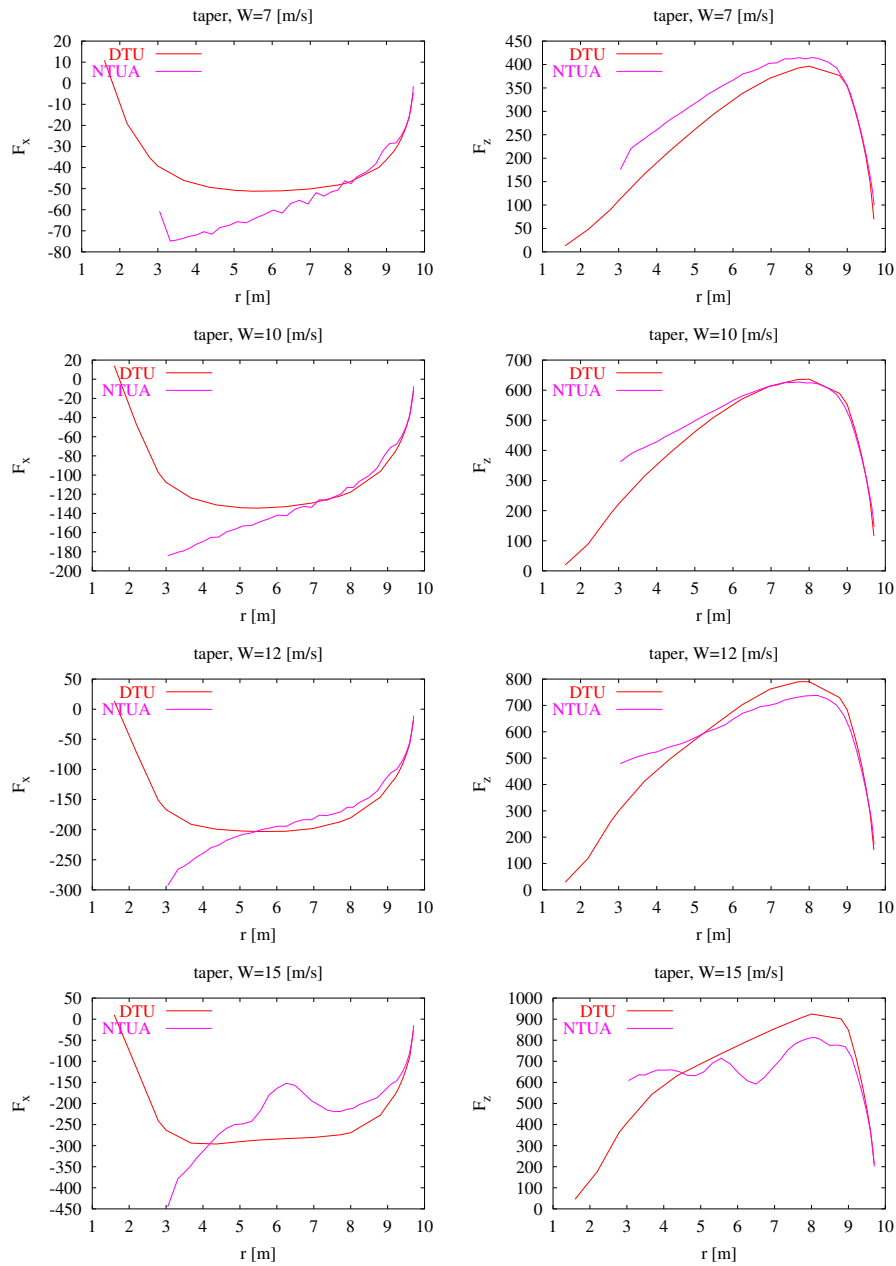 taper, W=7 [m/s]
20
0
-10
-20
-30
-40
-50
-60
-70
-80
10
DTU
NTUA
F_x
1 2 3 4 5 6 7 8 9 10
r [m]
taper, W=7 [m/s]
450
400
350
300
250
200
150
100
50
0
DTU
NTUA
F_z
1 2 3 4 5 6 7 8 9 10
r [m]
taper, W=10 [m/s]
20
0
-20
-40
-60
-80
-100
-120
-140
-160
-180
-200
DTU
NTUA
F_x
1 2 3 4 5 6 7 8 9 10
r [m]
taper, W=10 [m/s]
700
600
500
400
300
200
100
0
DTU
NTUA
F_z
1 2 3 4 5 6 7 8 9 10
r [m]
taper, W=12 [m/s]
50
0
-50
-100
-150
-200
-250
-300
DTU
NTUA
F_x
1 2 3 4 5 6 7 8 9 10
r [m]
taper, W=12 [m/s]
800
700
600
500
400
300
200
100
0
DTU
NTUA
F_z
1 2 3 4 5 6 7 8 9 10
r [m]
taper, W=15 [m/s]
50
0
-50
-100
-150
-200
-250
-300
-350
-400
-450
DTU
NTUA
F_x
1 2 3 4 5 6 7 8 9 10
r [m]
taper, W=15 [m/s]
1000
900
800
700
600
500
400
300
200
100
0
DTU
NTUA
F_z
1 2 3 4 5 6 7 8 9 10
r [m]